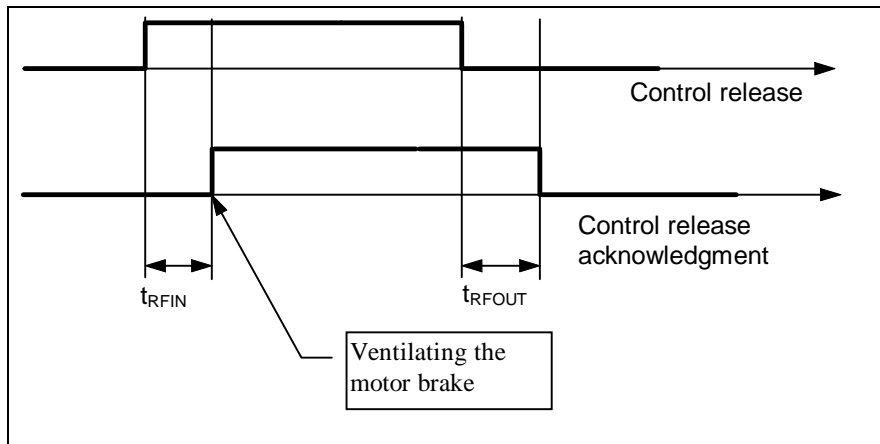 Control release
Control release
acknowledgment
tRFIN
tRFOUT
Ventilating the
motor brake